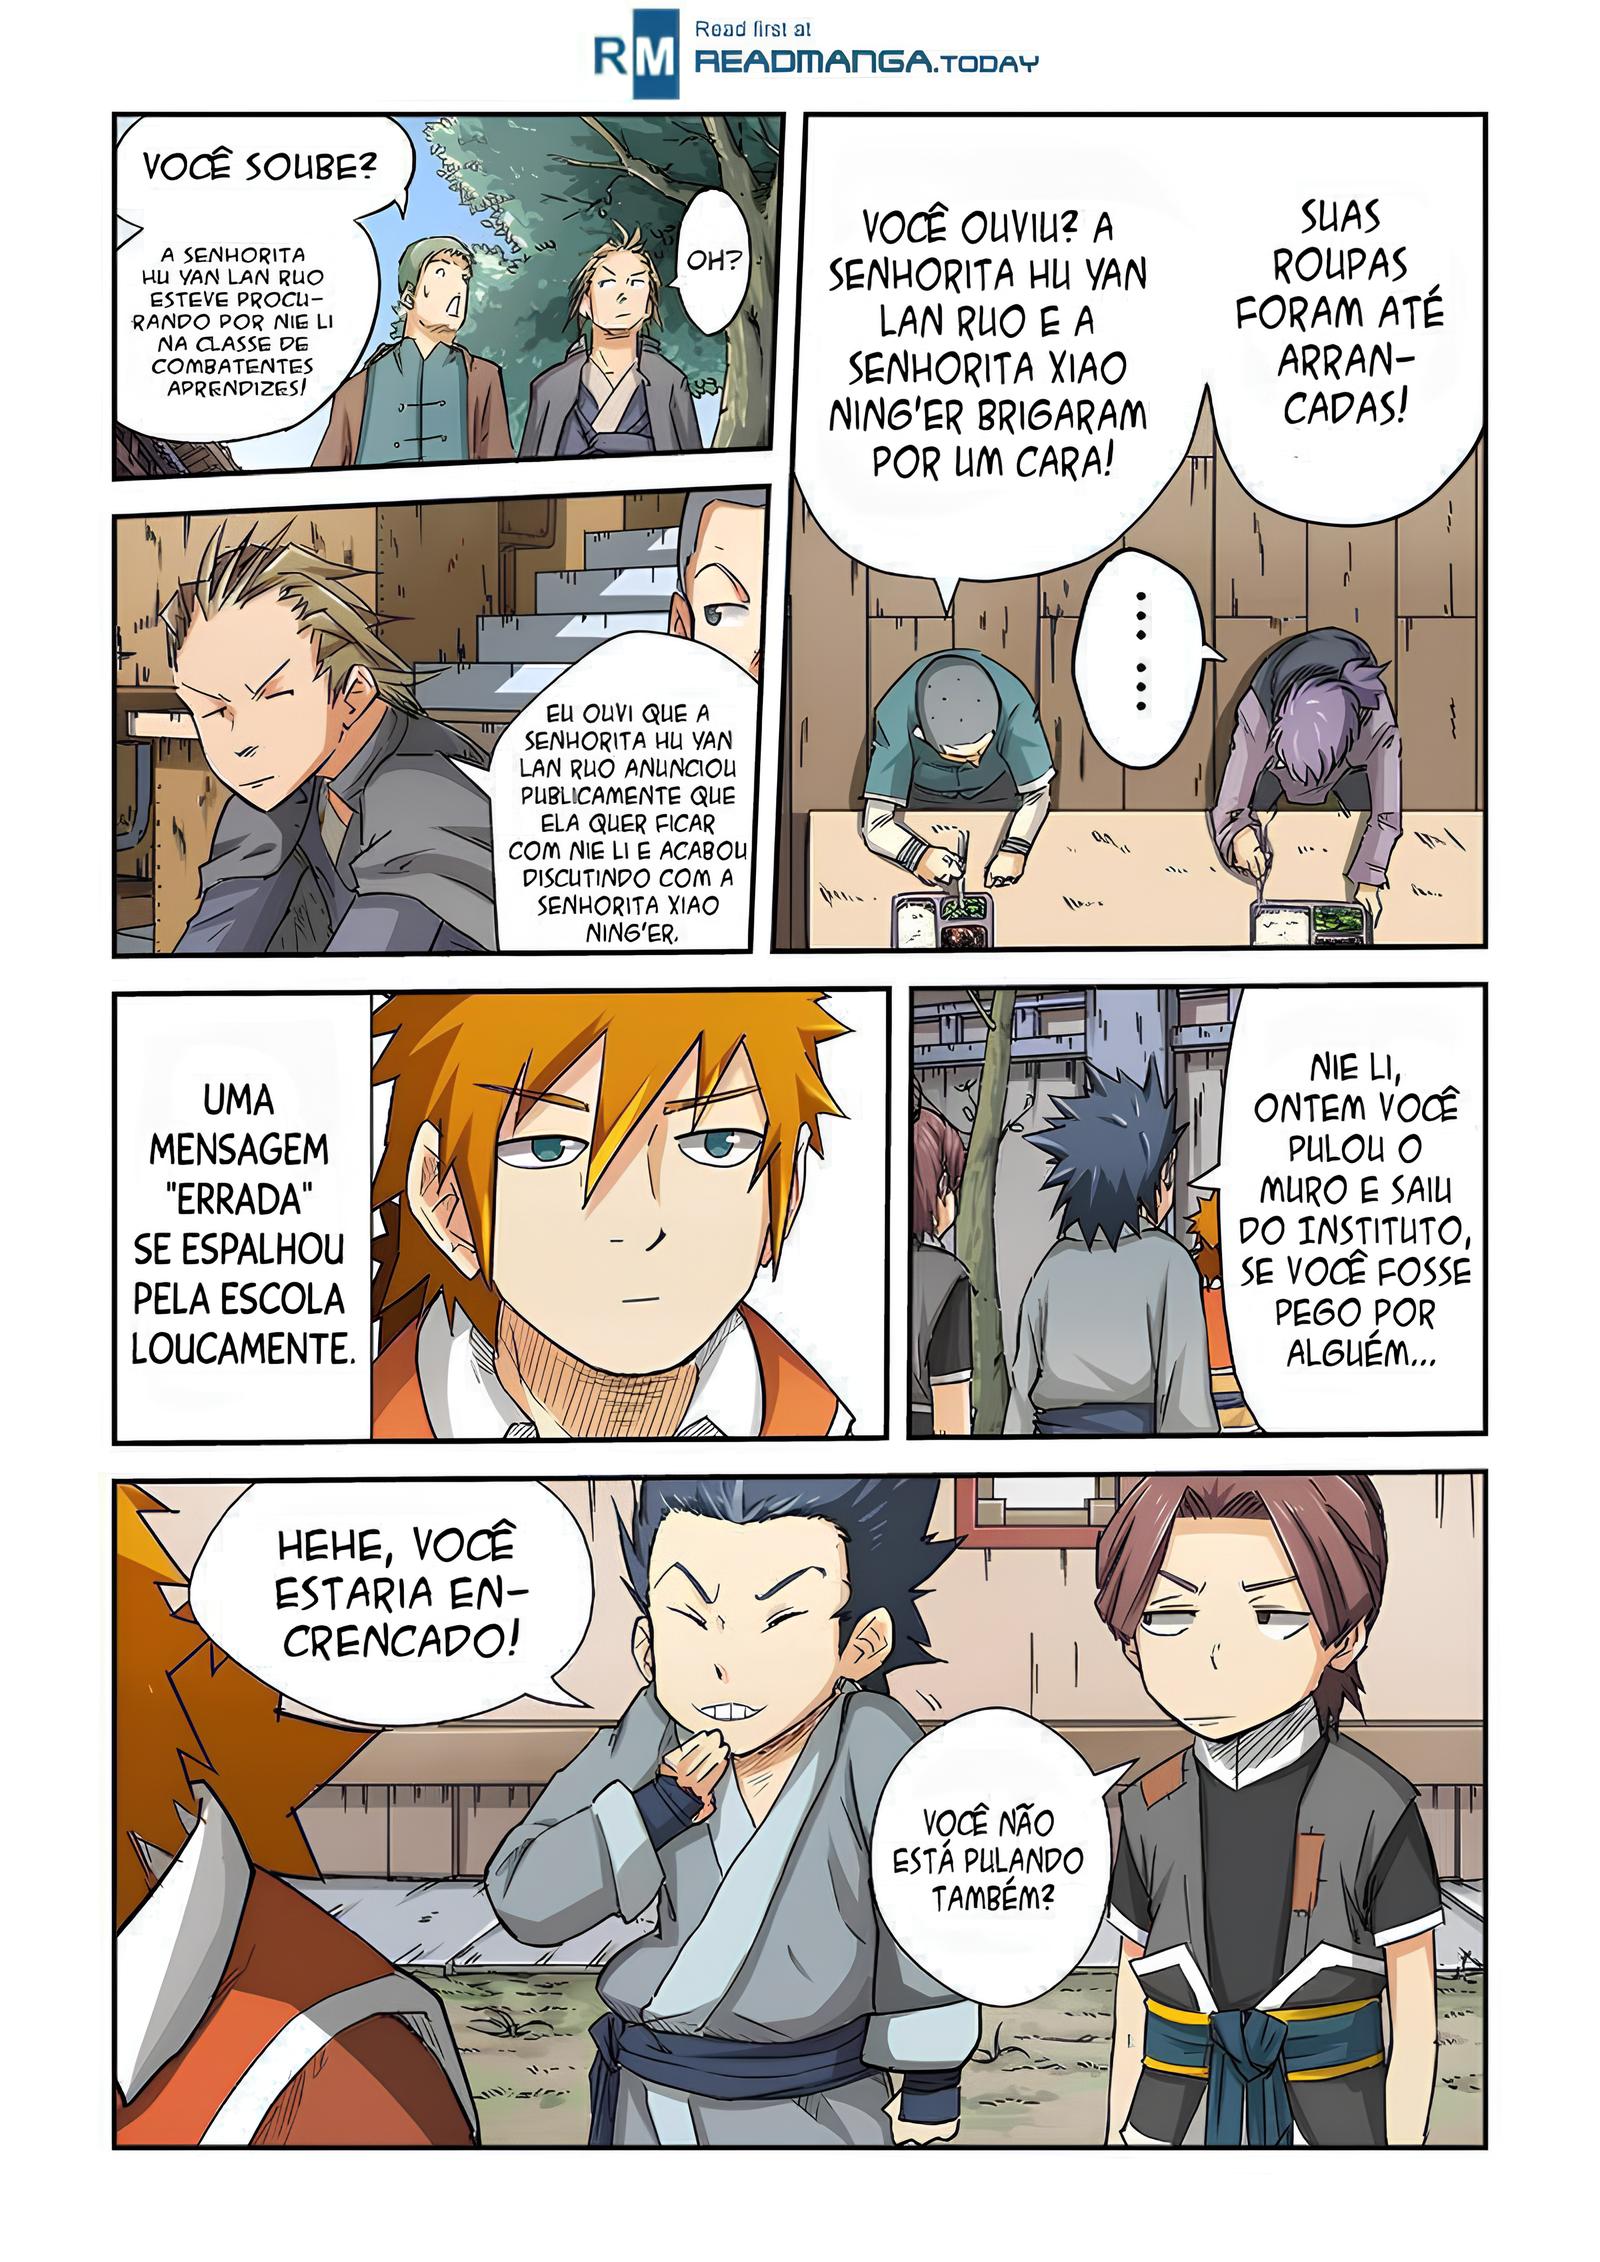 RM
Read first at
READMANGA.TODAY
VOCÊ SOUBE?
A SENHORITA
HU YAN LAN RUO
ESTEVE PROCU-
RANDO POR NIE LI
NA CLASSE DE
COMBATENTES
APRENDIZES!
OH?
EU OUVI QUE A
SENHORITA HU YAN
LAN RUO ANUNCIOU
PUBLICAMENTE QUE
ELA QUER FICAR
COM NIE LI E ACABOU
DISCUTINDO COM A
SENHORITA XIAO
NING'ER.
VOCÊ OUVIU? A
SENHORITA HU YAN
LAN RUO E A
SENHORITA XIAO
NING'ER BRIGARAM
POR UM CARA!
SUAS
ROUPAS
FORAM ATÉ
ARRAN-
CADAS!
......
UMA
MENSAGEM
"ERRADA"
SE ESPALHOU
PELA ESCOLA
LOUCAMENTE.
NIE LI,
ONTEM VOCÊ
PULOU O
MURO E SAIU
DO INSTITUTO,
SE VOCÊ FOSSE
PEGO POR
ALGUÉM...
HEHE, VOCÊ
ESTARIA EN-
CRENCADO!
VOCÊ NÃO
ESTÁ PULANDO
TAMBÉM?